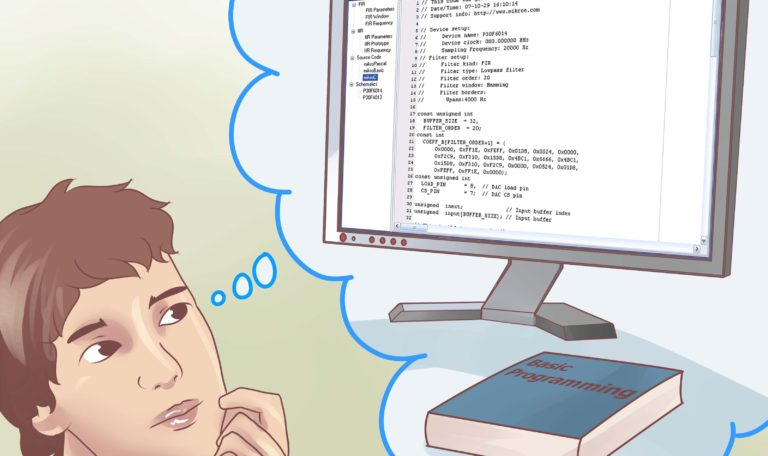 FIR
FIR Parameters
FIR Window
FIR Frequency
IIR
IIR Parameters
IIR Prototype
IIR Frequency
Source Code
mikroPascal
mikroBasic
mikroC
Schematics
P30F6014
P30F6013
1 // This code
2 // Date/Time: 07-10-29 16:10:14
3 // Support info: http://www.mikroe.com
5 // Device setup:
6 // Device name: P30F6014
7 // Device clock: 080.000000 MHz
8 // Sampling Frequency: 20000 Hz
9 // Filter setup:
10 // Filter kind: FIR
11 // Filter type: Lowpass filter
12 // Filter order: 20
13 // Filter window: Hamming
14 // Filter borders:
15 // Wpass:4000 Hz
16
17 const unsigned int
18 BUFFER_SIZE = 32,
19 FILTER_ORDER = 20;
20 const int
21 COEFF_B[FILTER_ORDER+1] = {
22 0x0000, 0xFF1E, 0xFEFF, 0x01D8, 0x0524, 0x0000,
23 0xF2C9, 0xF310, 0x15D8, 0x4BC1, 0x6666, 0x4BC1,
24 0x15D8, 0xF310, 0xF2C9, 0x0000, 0x0524, 0x01D8,
25 0xFEFF, 0xFF1E, 0x0000};
26 const unsigned int
27 LOAD_PIN = 8, // DAC load pin
28 CS_PIN = 7; // DAC CS pin
29
30 unsigned inext; // Input buffer index
31 unsigned input[BUFFER_SIZE]; // Input buffer
32
Basic
Programming